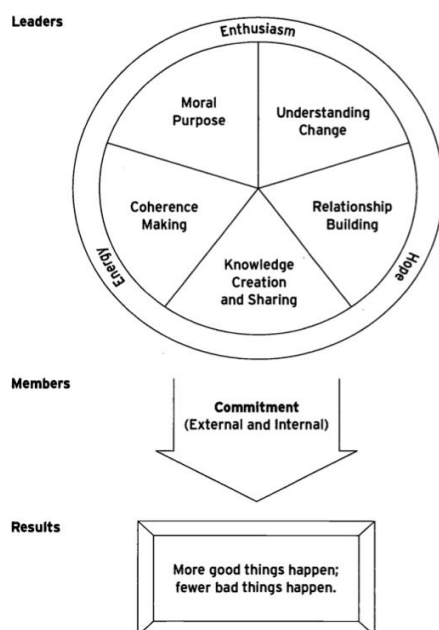 Leaders
Enthusiasm
Moral
Purpose
Understanding
Change
Coherence
Making
Relationship
Building
Knowledge
Creation
and Sharing
Energy
Hope
Members
Commitment
(External and Internal)
Results
More good things happen;
fewer bad things happen.